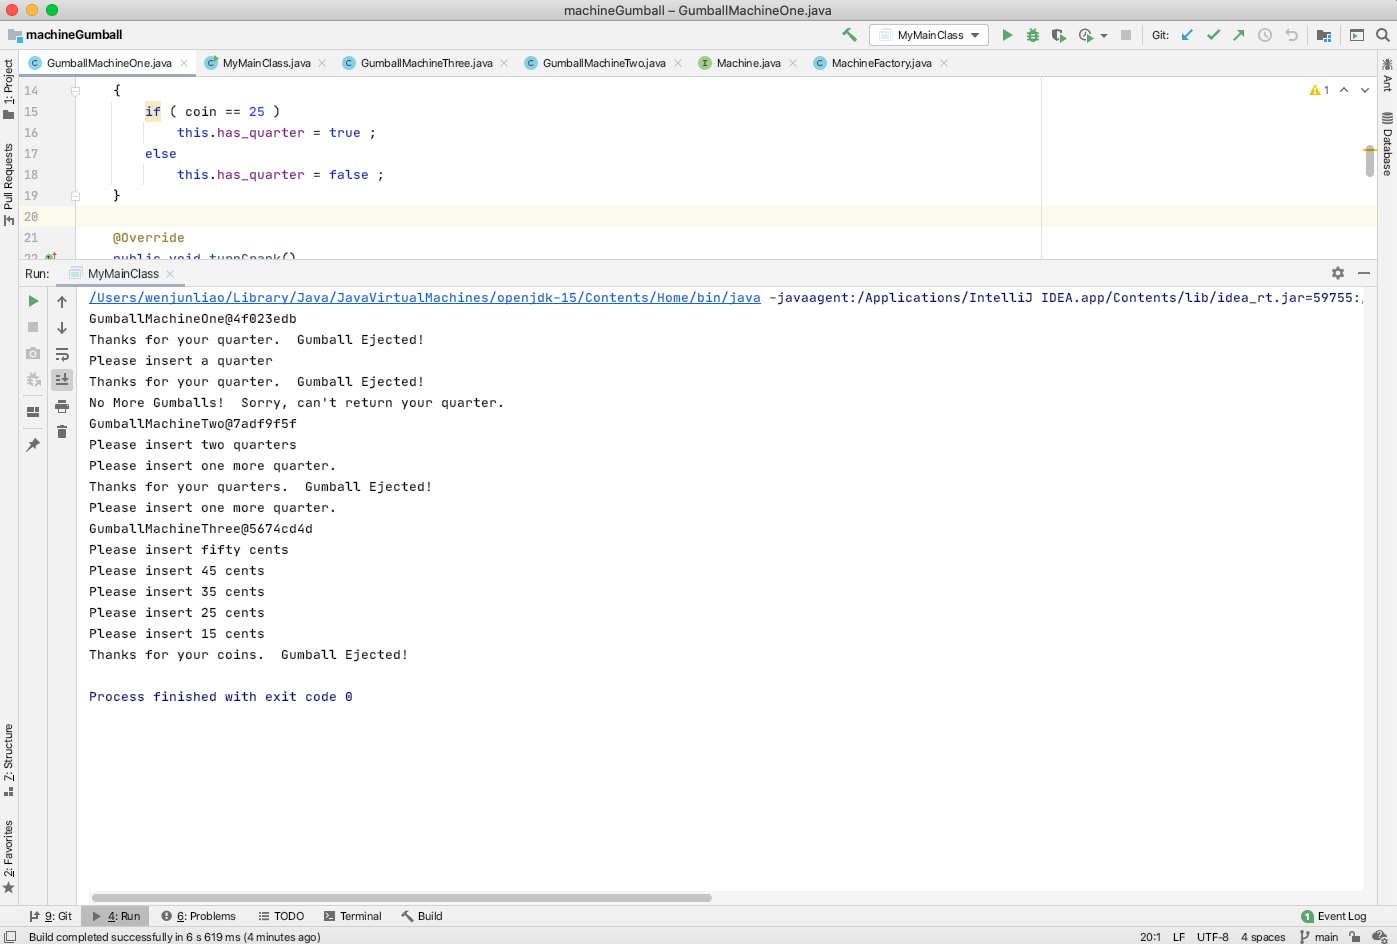 machineGumball – GumballMachineOne.java
machineGumball
MyMainClass
Git:
GumballMachineOne.java
MyMainClass.java
GumballMachineThree.java
GumballMachineTwo.java
Machine.java
MachineFactory.java
1: Project
Pull Requests
Ant
Database
1
14 {
15 if ( coin == 25 )
16 this.has_quarter = true ;
17 else
18 this.has_quarter = false ;
19 }
20
21 @Override
22 public void turnCrank()
Run: MyMainClass
/Users/wenjunliao/Library/Java/JavaVirtualMachines/openjdk-15/Contents/Home/bin/java -javaagent:/Applications/IntelliJ IDEA.app/Contents/lib/idea_rt.jar=59755:/
GumballMachineOne@4f023edb
Thanks for your quarter.  Gumball Ejected!
Please insert a quarter
Thanks for your quarter.  Gumball Ejected!
No More Gumballs!  Sorry, can't return your quarter.
GumballMachineTwo@7adf9f5f
Please insert two quarters
Please insert one more quarter.
Thanks for your quarters.  Gumball Ejected!
Please insert one more quarter.
GumballMachineThree@5674cd4d
Please insert fifty cents
Please insert 45 cents
Please insert 35 cents
Please insert 25 cents
Please insert 15 cents
Thanks for your coins.  Gumball Ejected!
Process finished with exit code 0
Z: Structure
2: Favorites
9: Git
4: Run
6: Problems
TODO
Terminal
Build
1 Event Log
Build completed successfully in 6 s 619 ms (4 minutes ago)
20:1 LF UTF-8 4 spaces main